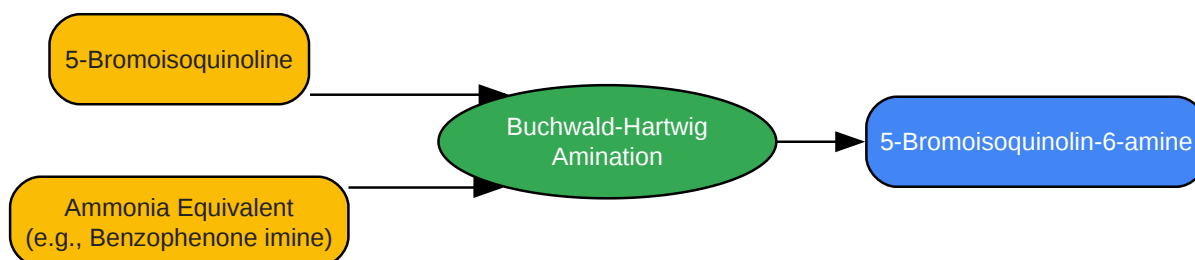 5-Bromoisoquinoline
Buchwald-Hartwig
Amination
5-Bromoisoquinolin-6-amine
Ammonia Equivalent
(e.g., Benzophenone imine)